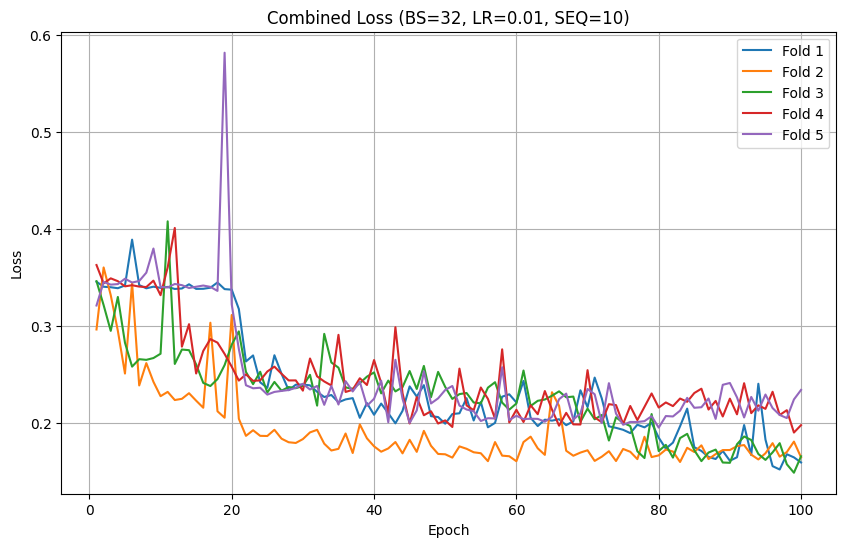 Combined Loss (BS=32, LR=0.01, SEQ=10)
Loss
0.6
0.5
0.4
0.3
0.2
Fold 1
Fold 2
Fold 3
Fold 4
Fold 5
0
20
40
60
80
100
Epoch